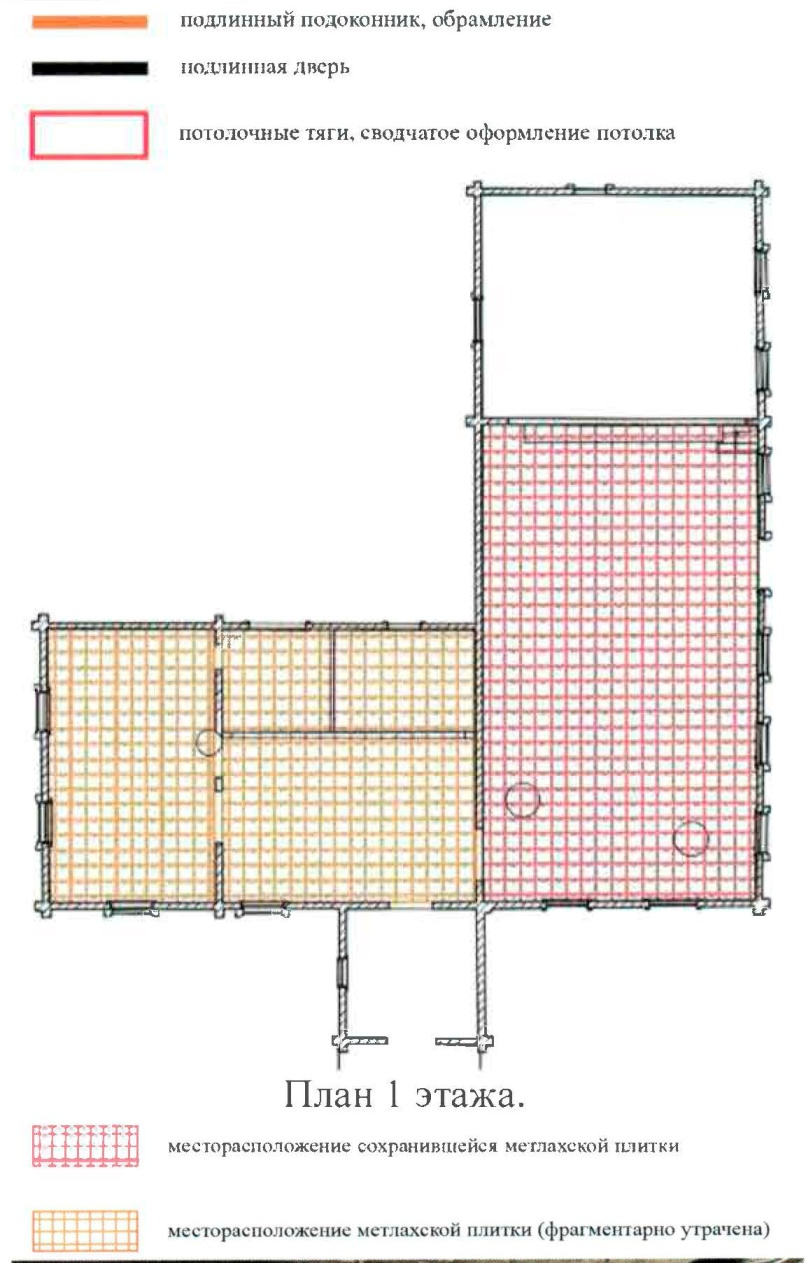 подлинный подоконник, обрамление
подлинная дверь
потолочные тяги, сводчатое оформление потолка
План 1 этажа.
месторасположение сохранившейся метлахской плитки
месторасположение метлахской плитки (фрагментарно утрачена)